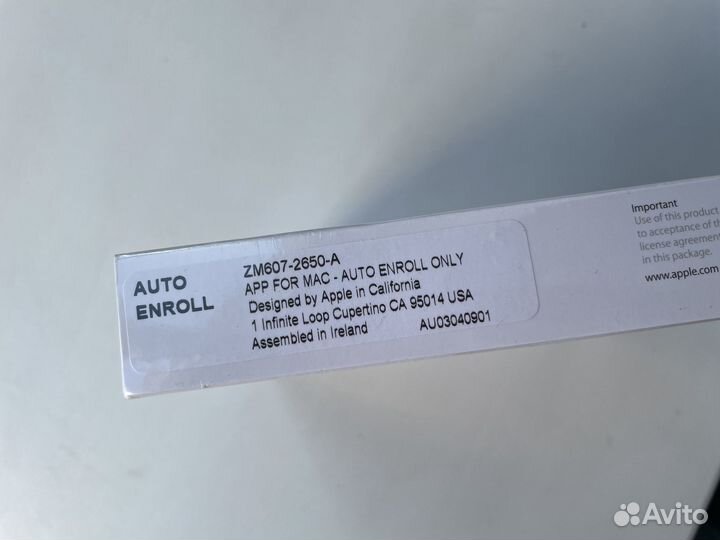 AUTO
ENROLL
ZM607-2650-A
APP FOR MAC - AUTO ENROLL ONLY
Designed by Apple in California
1 Infinite Loop Cupertino CA 95014 USA
Assembled in Ireland AU03040901
Important
Use of this product
to acceptance of
license agreement
in this package.
www.apple.com
Avito